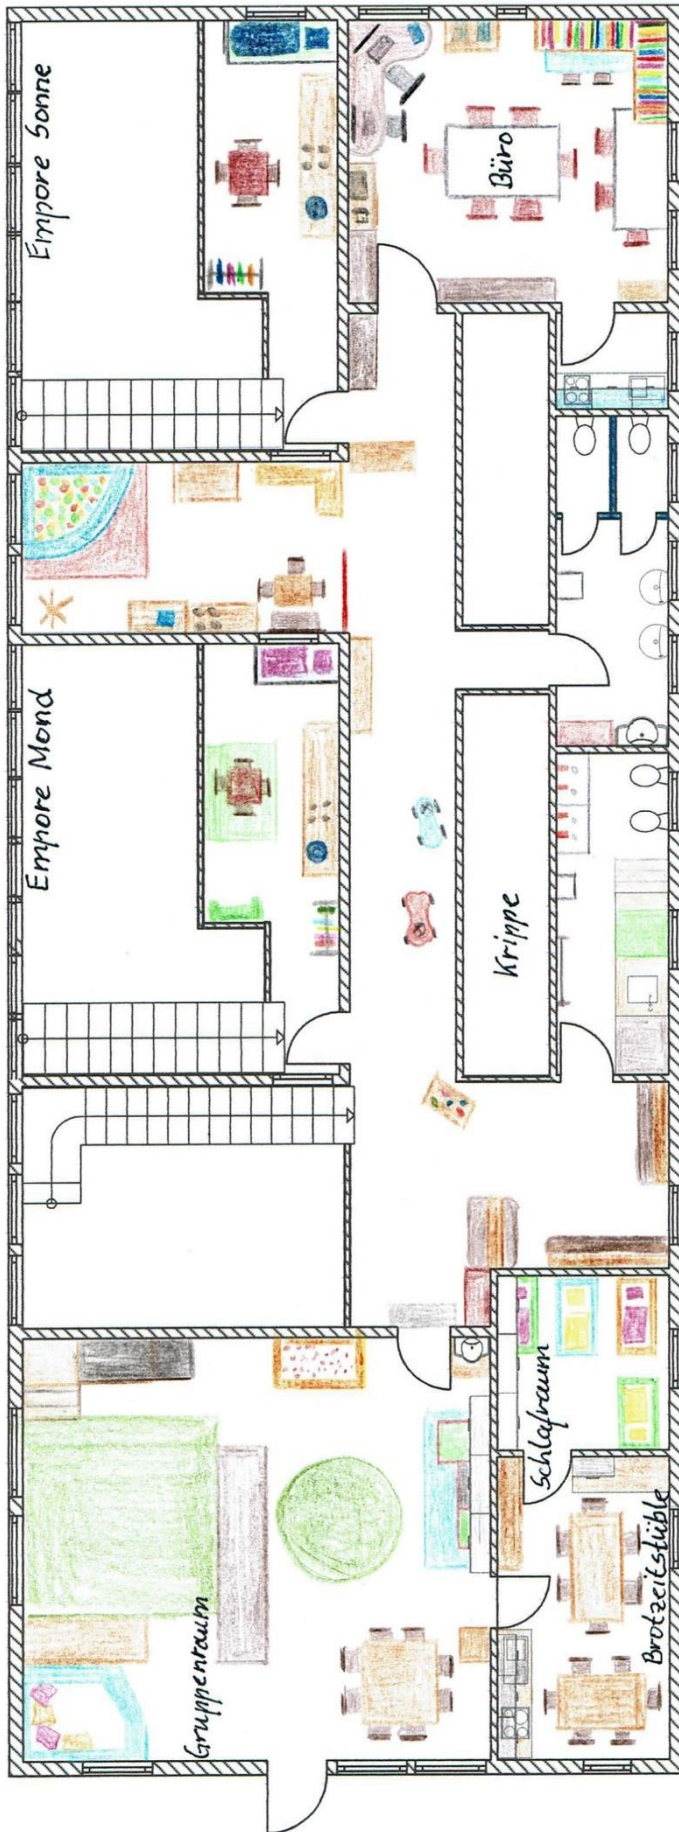 Empore Sonne
Büro
Empore Mond
Krippe
Schlafraum
Gruppenraum
Brotzeitstüble